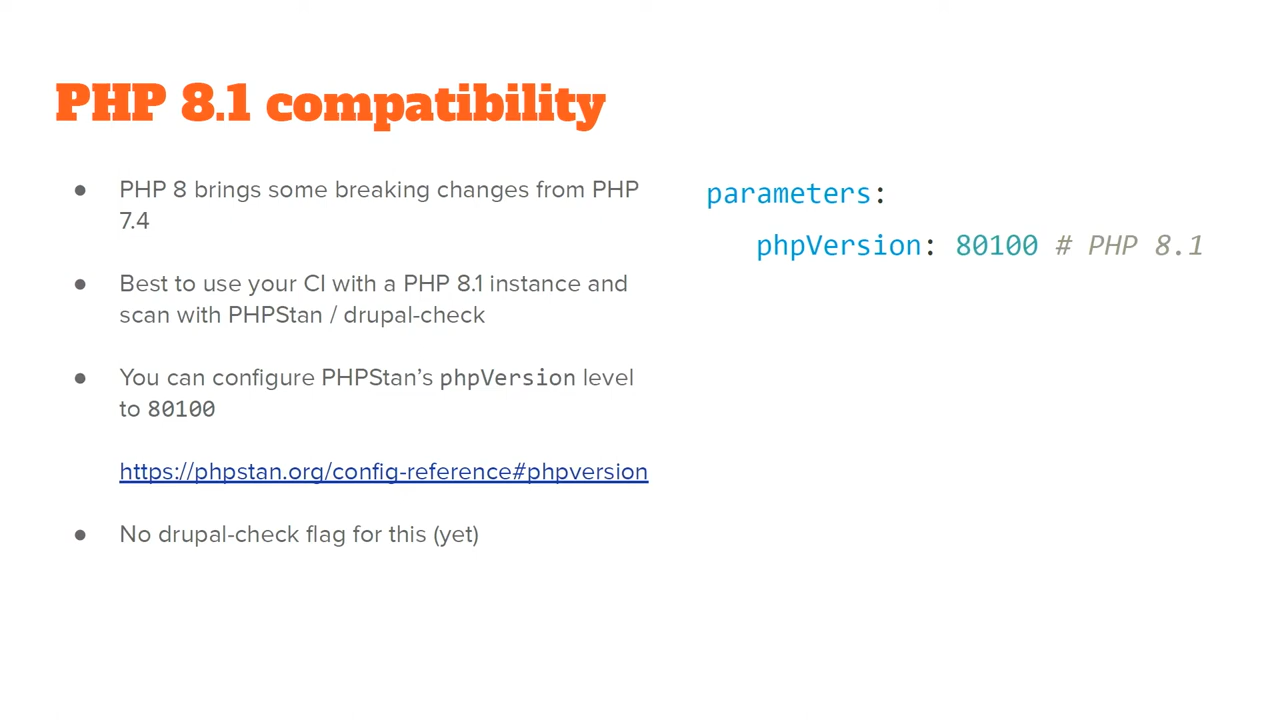 PHP 8.1 compatibility
● PHP 8 brings some breaking changes from PHP
7.4
● Best to use your CI with a PHP 8.1 instance and
scan with PHPStan / drupal-check
● You can configure PHPStan’s phpVersion level
to 80100
https://phpstan.org/config-reference#phpversion
● No drupal-check flag for this (yet)
parameters:
phpVersion: 80100 # PHP 8.1